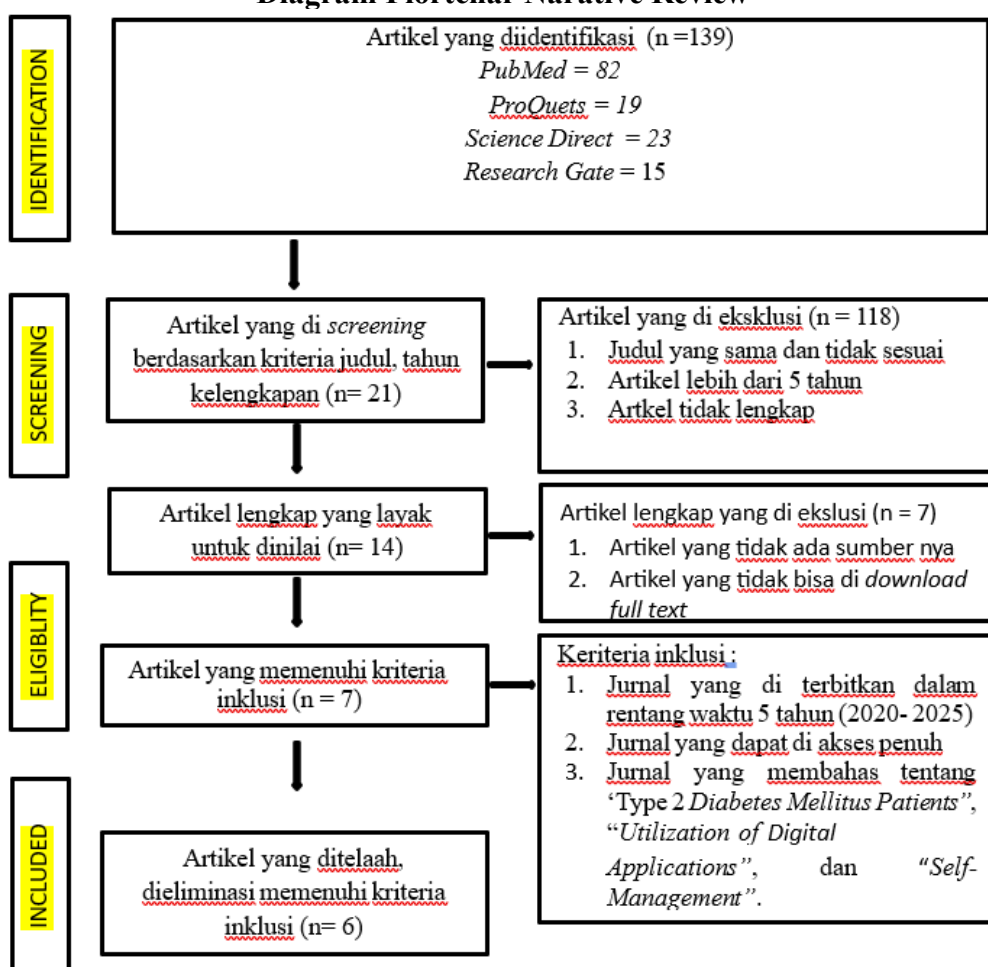 Diagram Flortchar Narative Review
IDENTIFICATION
Artikel yang diidentifikasi (n =139)
PubMed = 82
ProQuets = 19
Science Direct = 23
Research Gate = 15
SCREENING
Artikel yang di screening
berdasarkan kriteria judul, tahun
kelengkapan (n= 21)
Artikel yang di eksklusi (n = 118)
1. Judul yang sama dan tidak sesuai
2. Artikel lebih dari 5 tahun
3. Artkel tidak lengkap
ELIGIBLITY
Artikel lengkap yang layak
untuk dinilai (n= 14)
Artikel lengkap yang di ekslusi (n = 7)
1. Artikel yang tidak ada sumber nya
2. Artikel yang tidak bisa di download
full text
Artikel yang memenuhi kriteria
inklusi (n = 7)
Keriteria inklusi :
1. Jurnal yang di terbitkan dalam
rentang waktu 5 tahun (2020- 2025)
2. Jurnal yang dapat di akses penuh
3. Jurnal yang membahas tentang
‘Type 2 Diabetes Mellitus Patients”,
“Utilization of Digital
Applications”, dan “Self-
Management”.
INCLUDED
Artikel yang ditelaah,
dieliminasi memenuhi kriteria
inklusi (n= 6)